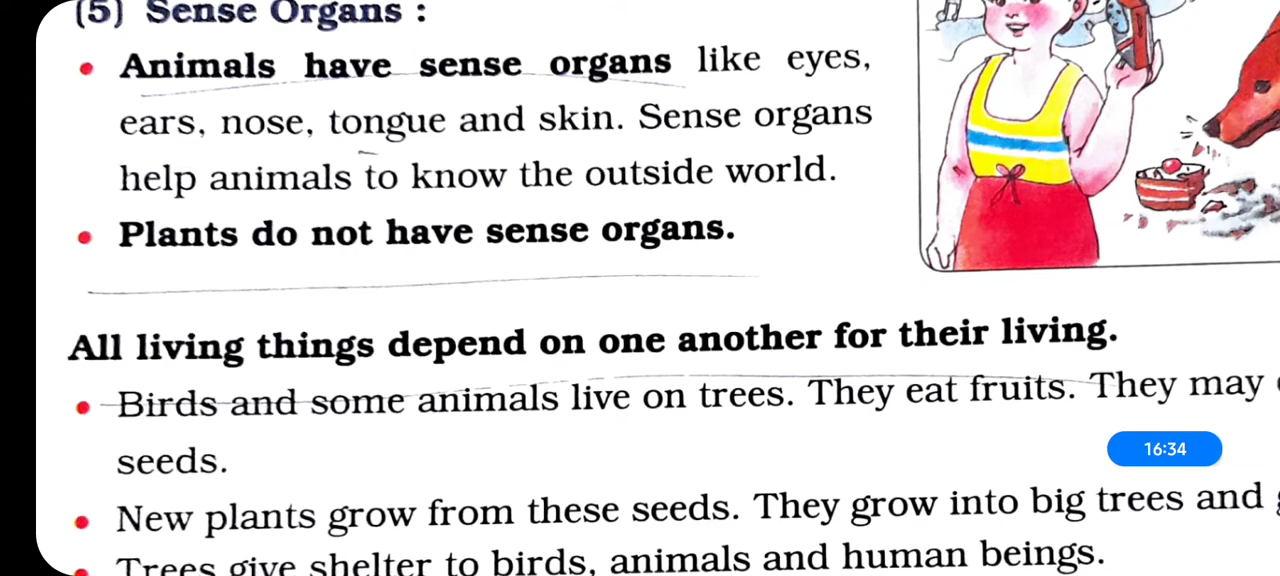 (5) Sense Organs :
• Animals have sense organs like eyes,
ears, nose, tongue and skin. Sense organs
help animals to know the outside world.
• Plants do not have sense organs.
All living things depend on one another for their living.
• Birds and some animals live on trees. They eat fruits. They may
seeds.
16:34
• New plants grow from these seeds. They grow into big trees and
• Trees give shelter to birds, animals and human beings.